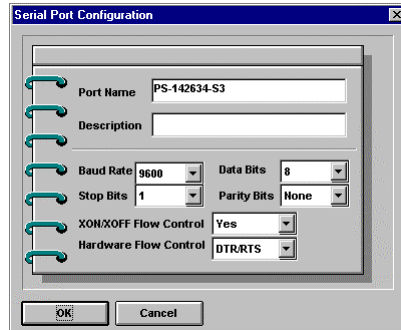 Serial Port Configuration
Port Name PS-142634-S3
Description
Baud Rate 9600 Data Bits 8
Stop Bits 1 Parity Bits None
XON/XOFF Flow Control Yes
Hardware Flow Control DTR/RTS
OK Cancel